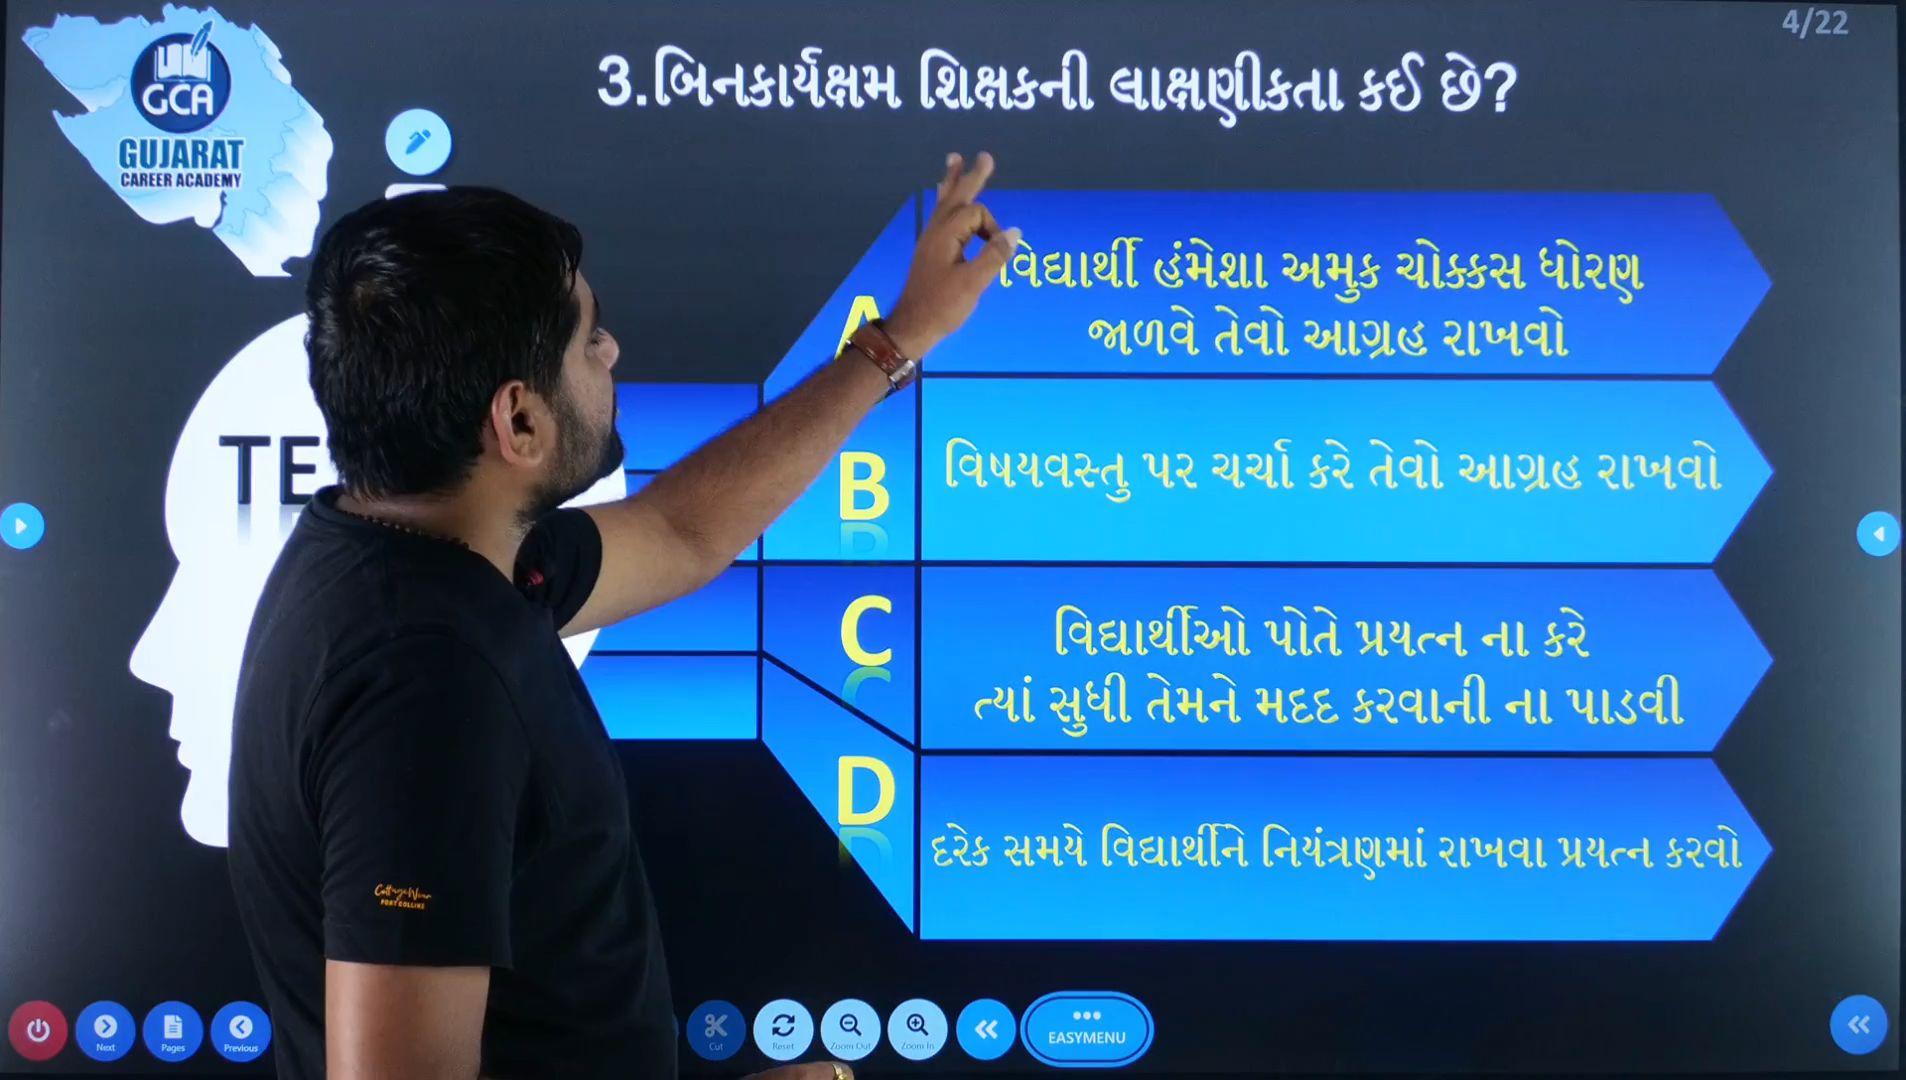 4/22
GCA
GUJARAT
CAREER ACADEMY
3.બિનકાર્યક્ષમ શિક્ષકની લાક્ષણીકતા કઈ છે?
A
વિદ્યાર્થી હંમેશા અમુક ચોક્કસ ધોરણ
જાળવે તેવો આગ્રહ રાખવો
B
વિષયવસ્તુ પર ચર્ચા કરે તેવો આગ્રહ રાખવો
C
વિદ્યાર્થીઓ પોતે પ્રયત્ન ના કરે
ત્યાં સુધી તેમને મદદ કરવાની ના પાડવી
D
દરેક સમયે વિદ્યાર્થીને નિયંત્રણમાં રાખવા પ્રયત્ન કરવો
Next
Pages
Previous
Cut
Reset
Zoom Out
Zoom In
EASYMENU